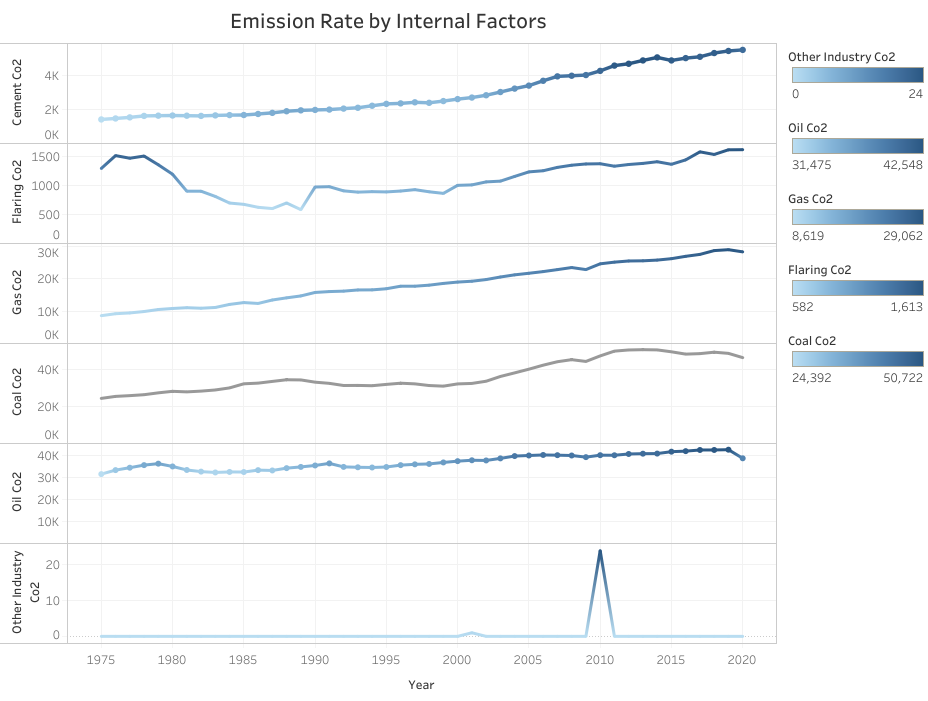 Emission Rate by Internal Factors
Cement Co2
4K
2K
0K
Flaring Co2
1500
1000
500
0
Gas Co2
30K
20K
10K
0K
Coal Co2
40K
20K
0K
Oil Co2
40K
30K
20K
10K
Other Industry
Co2
20
10
0
1975 1980 1985 1990 1995 2000 2005 2010 2015 2020
Year
Other Industry Co2
0 24
Oil Co2
31,475 42,548
Gas Co2
8,619 29,062
Flaring Co2
582 1,613
Coal Co2
24,392 50,722